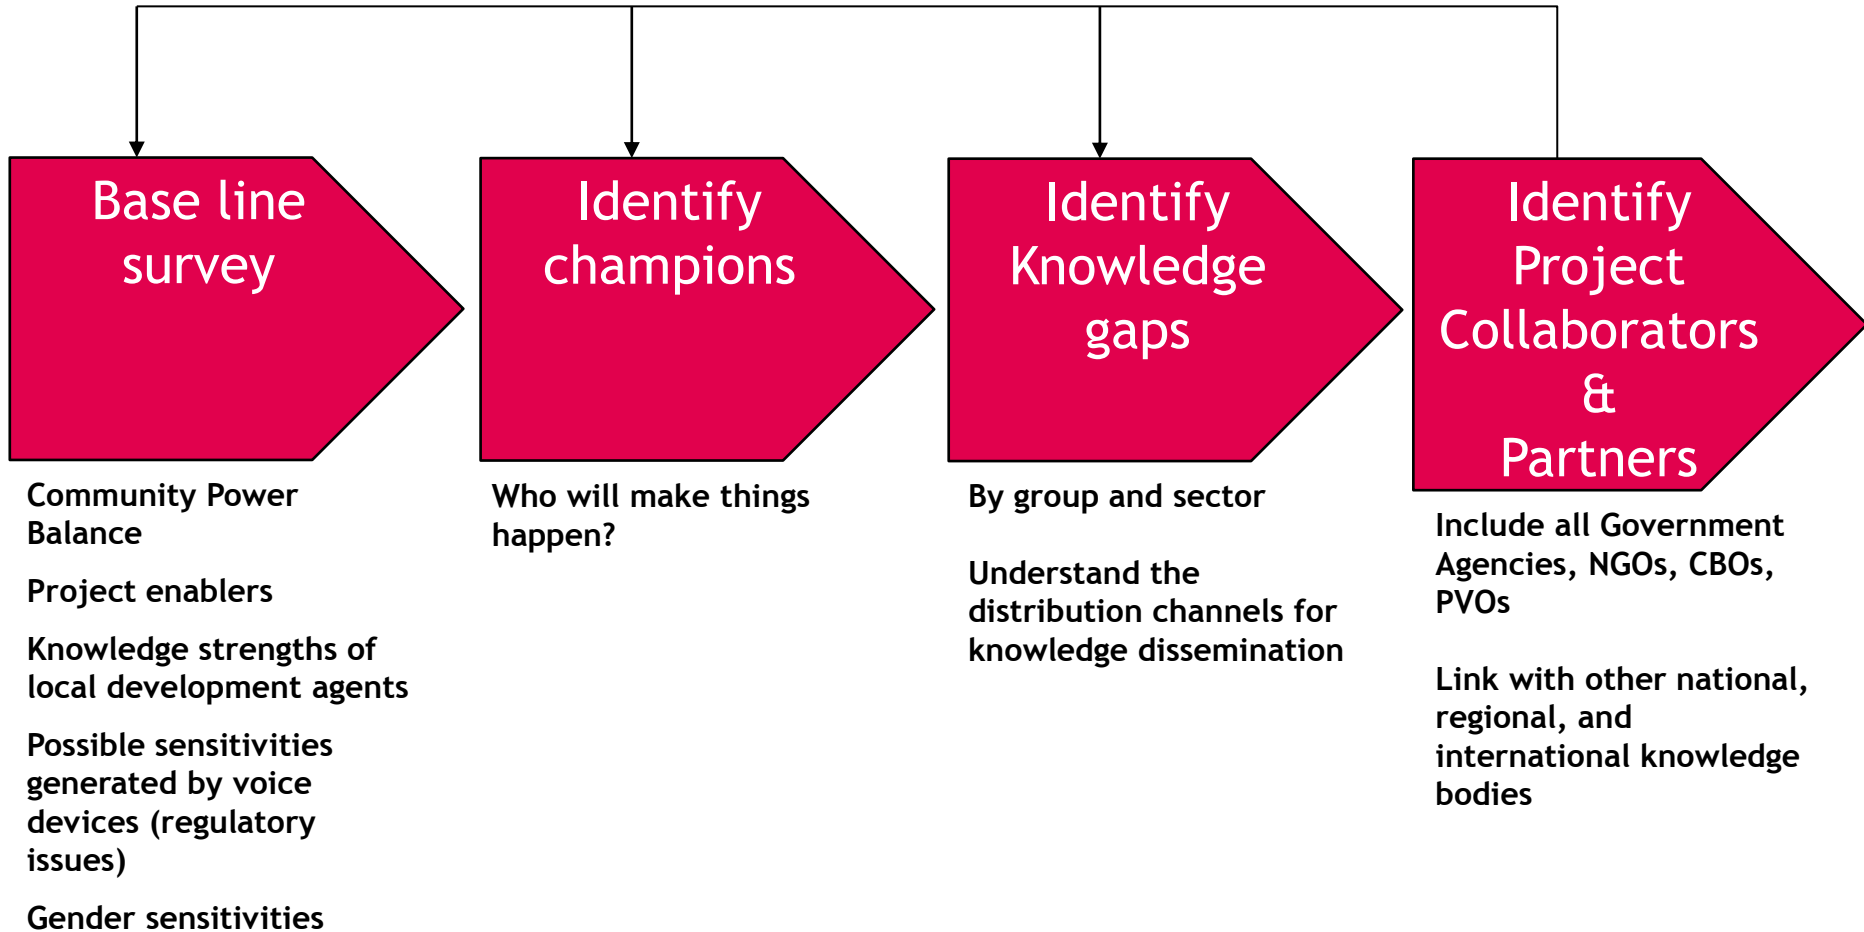 Base line
survey
Identify
champions
Identify
Knowledge
gaps
Identify
Project
Collaborators
&
Partners
Community Power
Balance
Project enablers
Knowledge strengths of
local development agents
Possible sensitivities
generated by voice
devices (regulatory
issues)
Gender sensitivities
Who will make things
happen?
By group and sector
Understand the
distribution channels for
knowledge dissemination
Include all Government
Agencies, NGOs, CBOs,
PVOs
Link with other national,
regional, and
international knowledge
bodies